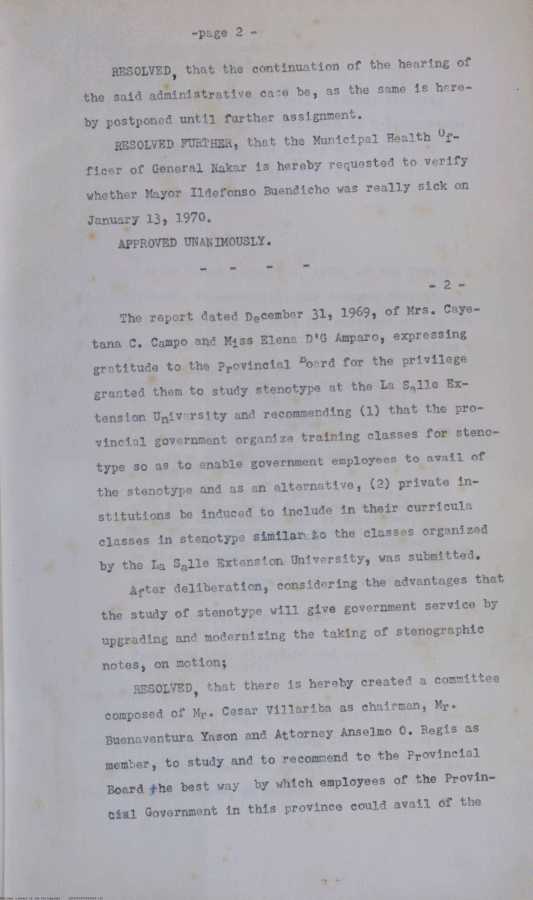 -page 2 -
RESOLVED, that the continuation of the hearing of
the said administrative case be, as the same is here-
by postponed until further assignment.
RESOLVED FURTHER, that the Municipal Health Of-
ficer of General Nakar is hereby requested to verify
whether Mayor Ildefonso Buendicho was really sick on
January 13, 1970.
APPROVED UNANIMOUSLY.
- - - -
- 2 -
The report dated December 31, 1969, of Mrs. Caye-
tana C. Campo and Miss Elena D'G Amparo, expressing
gratitude to the Provincial Board for the privilege
granted them to study stenotype at the La Salle Ex-
tension University and recommending (1) that the pro-
vincial government organize training classes for steno-
type so as to enable government employees to avail of
the stenotype and as an alternative, (2) private in-
stitutions be induced to include in their curricula
classes in stenotype similar to the classes organized
by the La Salle Extension University, was submitted.
After deliberation, considering the advantages that
the study of stenotype will give government service by
upgrading and modernizing the taking of stenographic
notes, on motion;
RESOLVED, that there is hereby created a committee
composed of Mr. Cesar Villariba as chairman, Mr.
Buenaventura Yason and Attorney Anselmo O. Regis as
member, to study and to recommend to the Provincial
Board the best way by which employees of the Provin-
cial Government in this province could avail of the